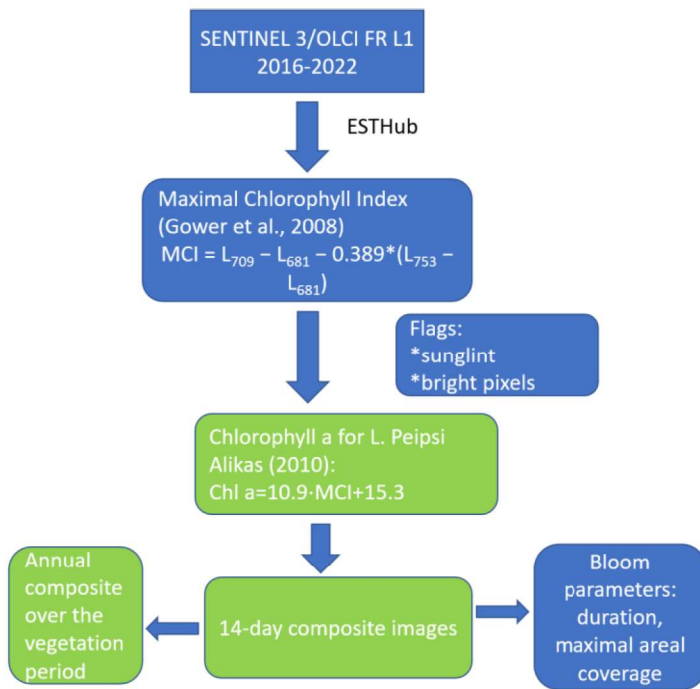 SENTINEL 3/OLCI FR L1
2016-2022
ESTHub
Maximal Chlorophyll Index
(Gower et al., 2008)
MCI = L₇₀₉ − L₆₈₁ − 0.389*(L₇₅₃ −
L₆₈₁)
Flags:
*sunglint
*bright pixels
Chlorophyll a for L. Peipsi
Alikas (2010):
Chl a=10.9·MCI+15.3
Annual
composite
over the
vegetation
period
14-day composite images
Bloom
parameters:
duration,
maximal areal
coverage